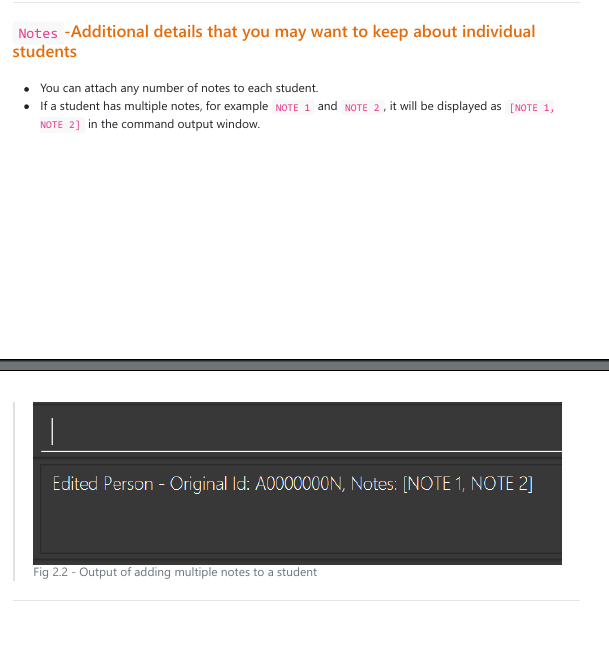 Notes -Additional details that you may want to keep about individual
students
You can attach any number of notes to each student.
If a student has multiple notes, for example NOTE 1 and NOTE 2 , it will be displayed as [NOTE 1,
NOTE 2] in the command output window.
Edited Person - Original Id: A0000000N, Notes: [NOTE 1, NOTE 2]
Fig 2.2 - Output of adding multiple notes to a student